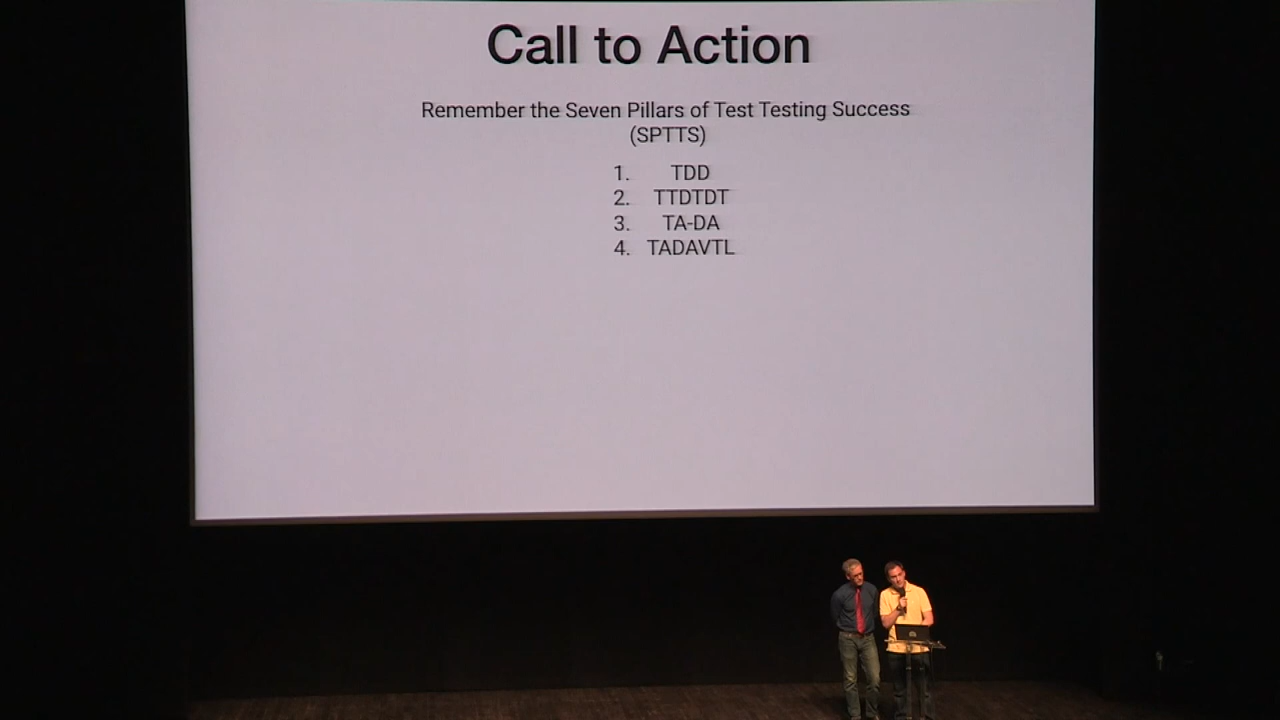 Call to Action
Remember the Seven Pillars of Test Testing Success
(SPTTS)
1. TDD
2. TTDTDT
3. TA-DA
4. TADAVTL